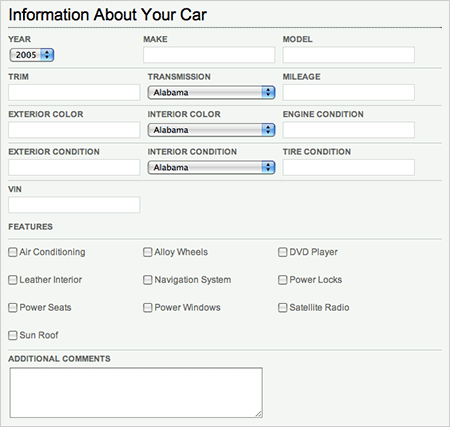 Information About Your Car
YEAR MAKE MODEL
2005
TRIM TRANSMISSION MILEAGE
Alabama
EXTERIOR COLOR INTERIOR COLOR ENGINE CONDITION
Alabama
EXTERIOR CONDITION INTERIOR CONDITION TIRE CONDITION
Alabama
VIN
FEATURES
Air Conditioning Alloy Wheels DVD Player
Leather Interior Navigation System Power Locks
Power Seats Power Windows Satellite Radio
Sun Roof
ADDITIONAL COMMENTS